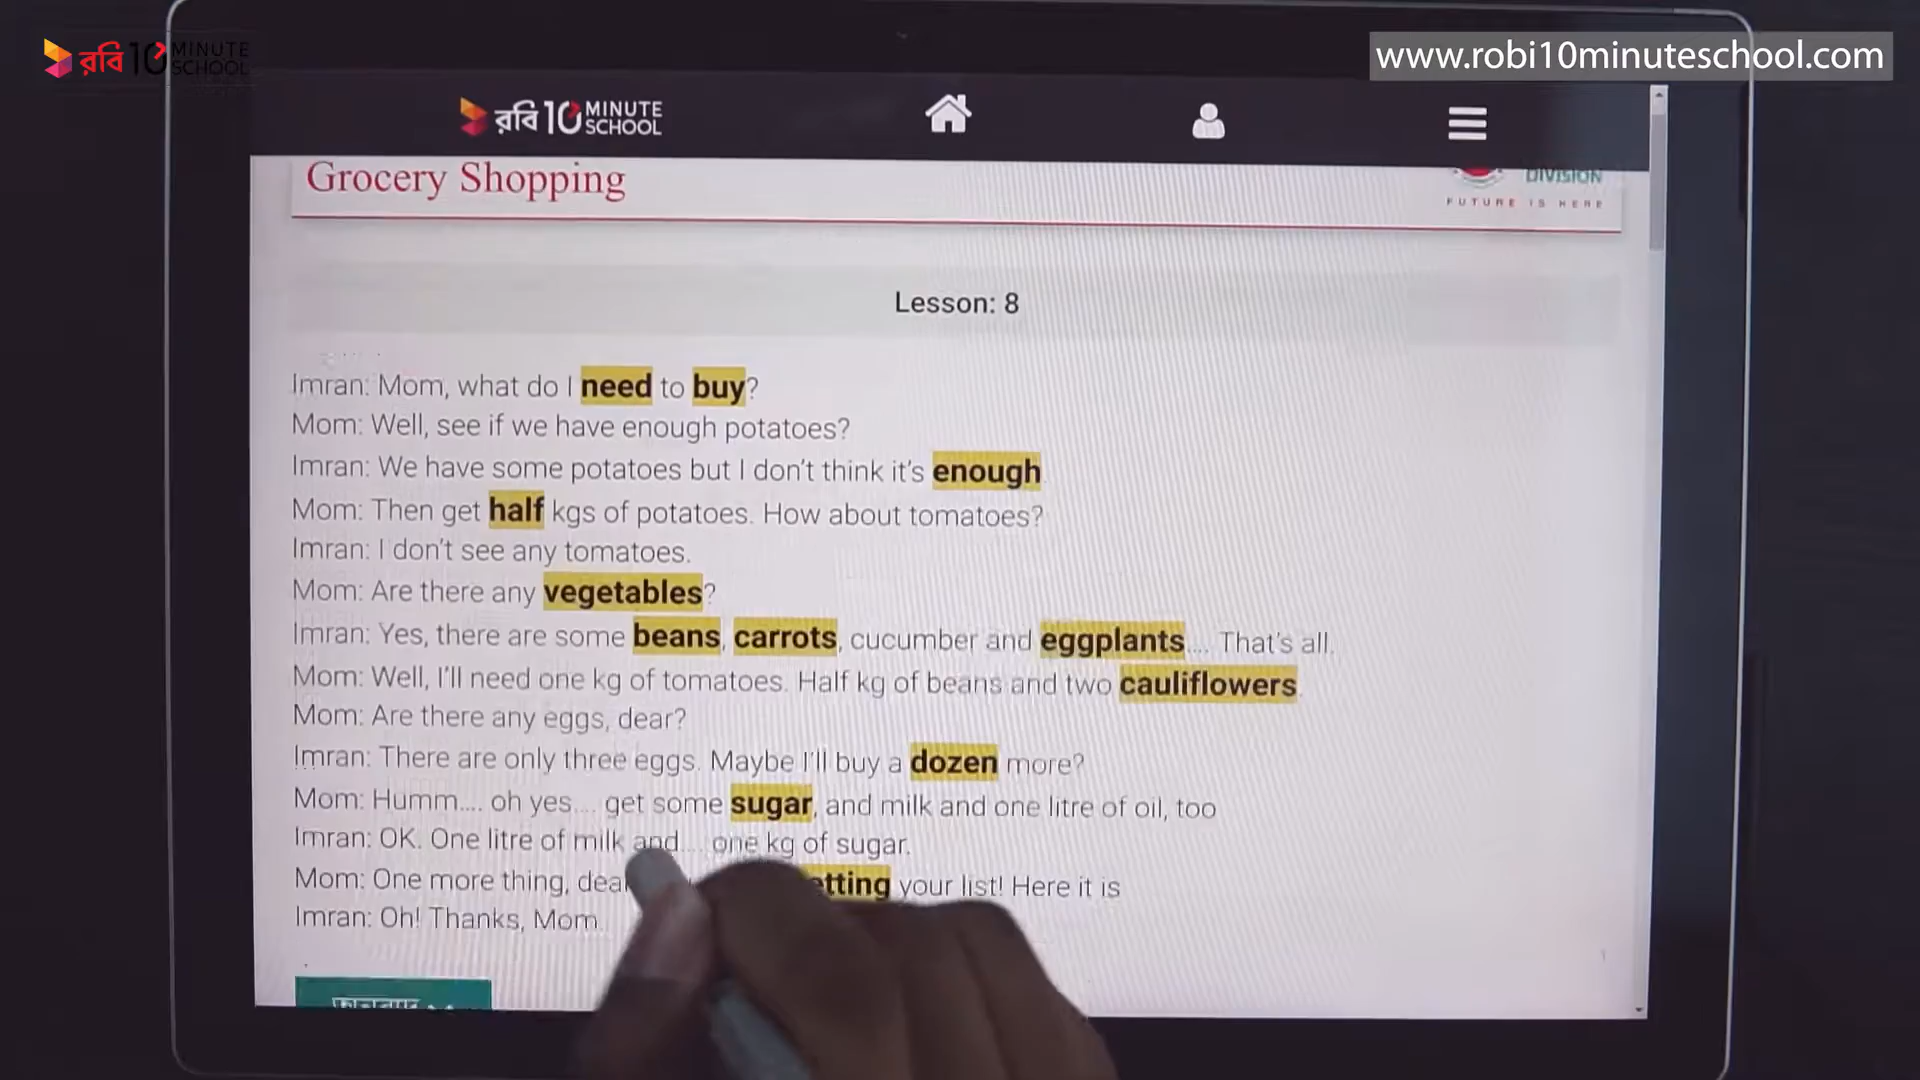 রবি 10 MINUTE SCHOOL
www.robi10minuteschool.com
রবি 10 MINUTE SCHOOL
Grocery Shopping
DIVISION
FUTURE IS HERE
Lesson: 8
Imran: Mom, what do I need to buy?
Mom: Well, see if we have enough potatoes?
Imran: We have some potatoes but I don't think it's enough
Mom: Then get half kgs of potatoes. How about tomatoes?
Imran: I don't see any tomatoes.
Mom: Are there any vegetables?
Imran: Yes, there are some beans, carrots, cucumber and eggplants.... That's all.
Mom: Well, I'll need one kg of tomatoes. Half kg of beans and two cauliflowers.
Mom: Are there any eggs, dear?
Imran: There are only three eggs. Maybe I'll buy a dozen more?
Mom: Humm.... oh yes.... get some sugar, and milk and one litre of oil, too
Imran: OK. One litre of milk and.... one kg of sugar.
Mom: One more thing, dear etting your list! Here it is
Imran: Oh! Thanks, Mom.